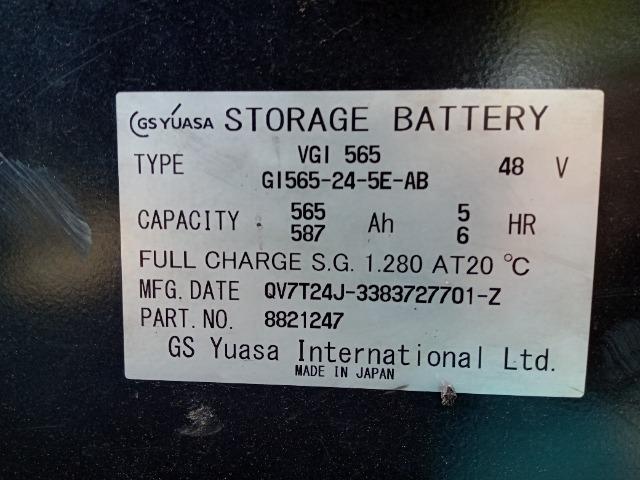 GS YUASA STORAGE BATTERY
TYPE VGI 565 48 V
GI565-24-5E-AB
CAPACITY 565 Ah 5 HR
587 6
FULL CHARGE S.G. 1.280 AT20 °C
MFG. DATE QV7T24J-3383727701-Z
PART. NO. 8821247
GS Yuasa International Ltd.
MADE IN JAPAN